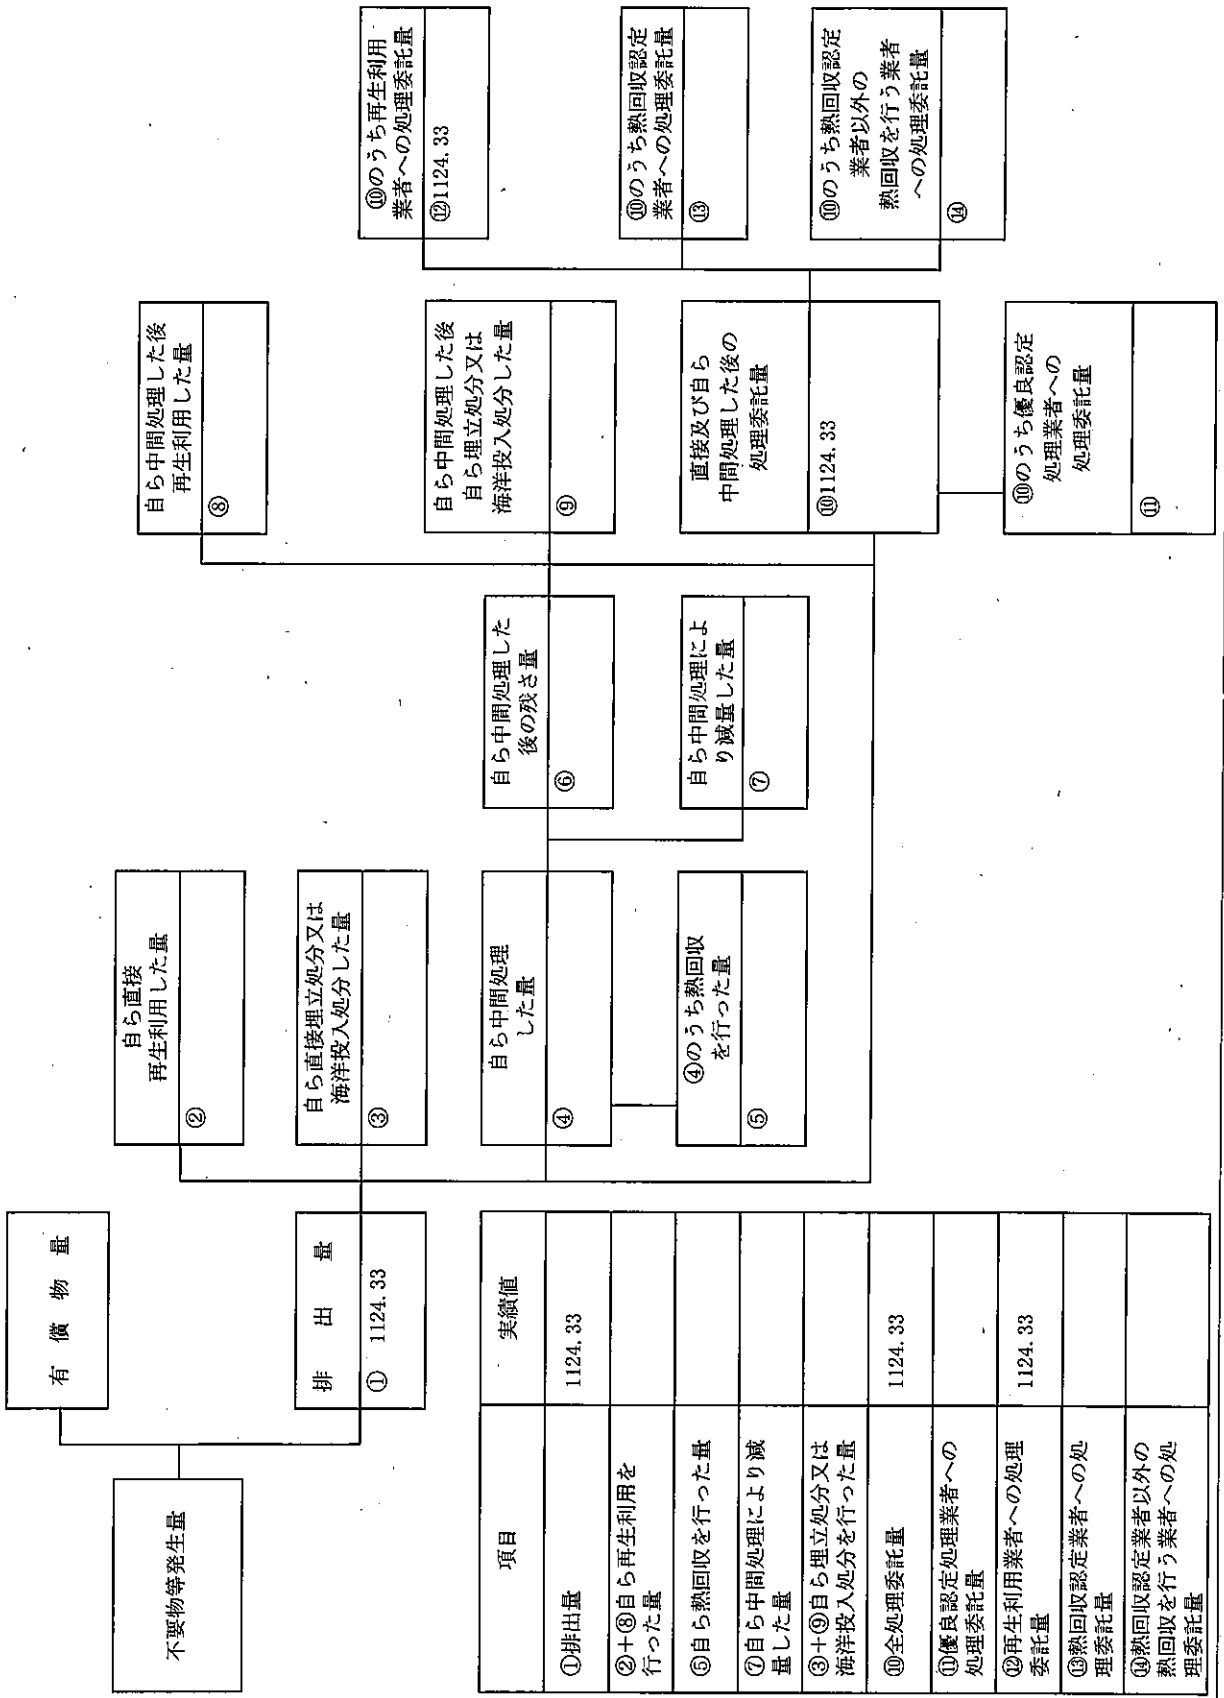 不要物等発生量
有償物量
排出量
① 1124.33
自ら直接
再生利用した量
②
自ら直接埋立処分又は
海洋投入処分した量
③
自ら中間処理
した量
④
④のうち熱回収
を行った量
⑤
自ら中間処理した
後の残さ量
⑥
自ら中間処理によ
り減量した量
⑦
自ら中間処理した後
再生利用した量
⑧
自ら中間処理した後
自ら埋立処分又は
海洋投入処分した量
⑨
直接及び自ら
中間処理した後の
処理委託量
⑩1124.33
⑩のうち優良認定
処理業者への
処理委託量
⑪
⑩のうち再生利用
業者への処理委託量
⑫1124.33
⑩のうち熱回収認定
業者への処理委託量
⑬
⑩のうち熱回収認定
業者以外の
熱回収を行う業者
への処理委託量
⑭
項目 実績値
①排出量 1124.33
②+⑧自ら再生利用を
行った量
⑤自ら熱回収を行った量
⑦自ら中間処理により減
量した量
③+⑨自ら埋立処分又は
海洋投入処分を行った量
⑩全処理委託量 1124.33
⑪優良認定処理業者への
処理委託量
⑫再生利用業者への処理
委託量 1124.33
⑬熱回収認定業者への処
理委託量
⑭熱回収認定業者以外の
熱回収を行う業者への処
理委託量